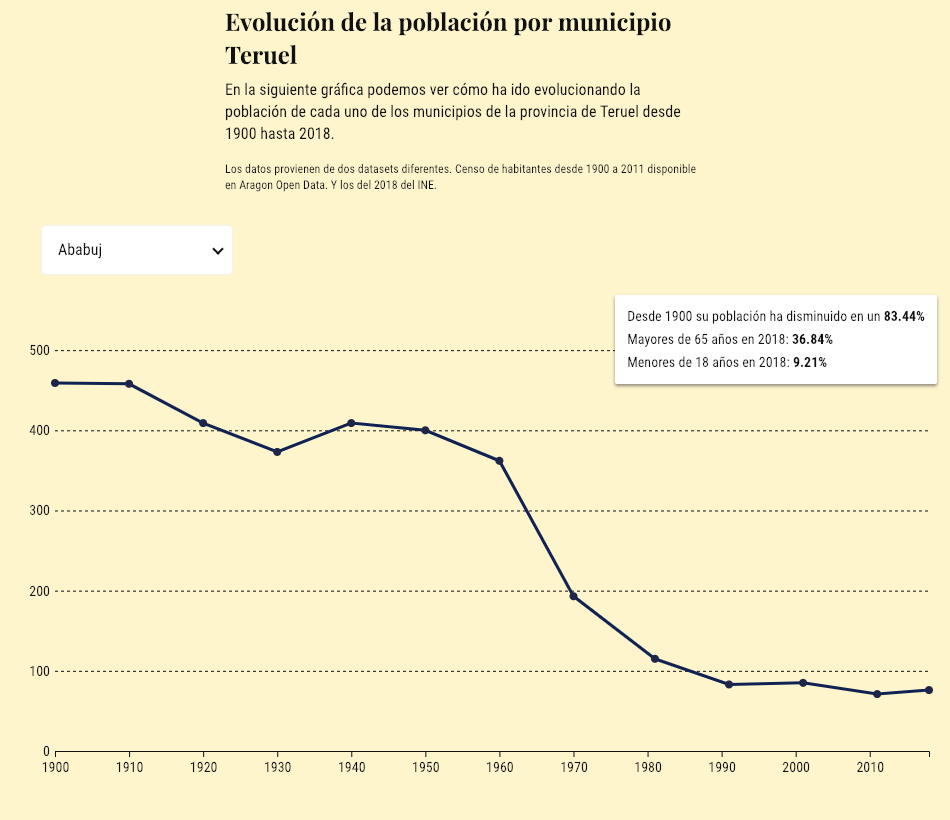 Evolución de la población por municipio
Teruel
En la siguiente gráfica podemos ver cómo ha ido evolucionando la
población de cada uno de los municipios de la provincia de Teruel desde
1900 hasta 2018.
Los datos provienen de dos datasets diferentes. Censo de habitantes desde 1900 a 2011 disponible
en Aragon Open Data. Y los del 2018 del INE.
Ababuj
Desde 1900 su población ha disminuido en un 83.44%
Mayores de 65 años en 2018: 36.84%
Menores de 18 años en 2018: 9.21%
500
400
300
200
100
0
1900 1910 1920 1930 1940 1950 1960 1970 1980 1990 2000 2010